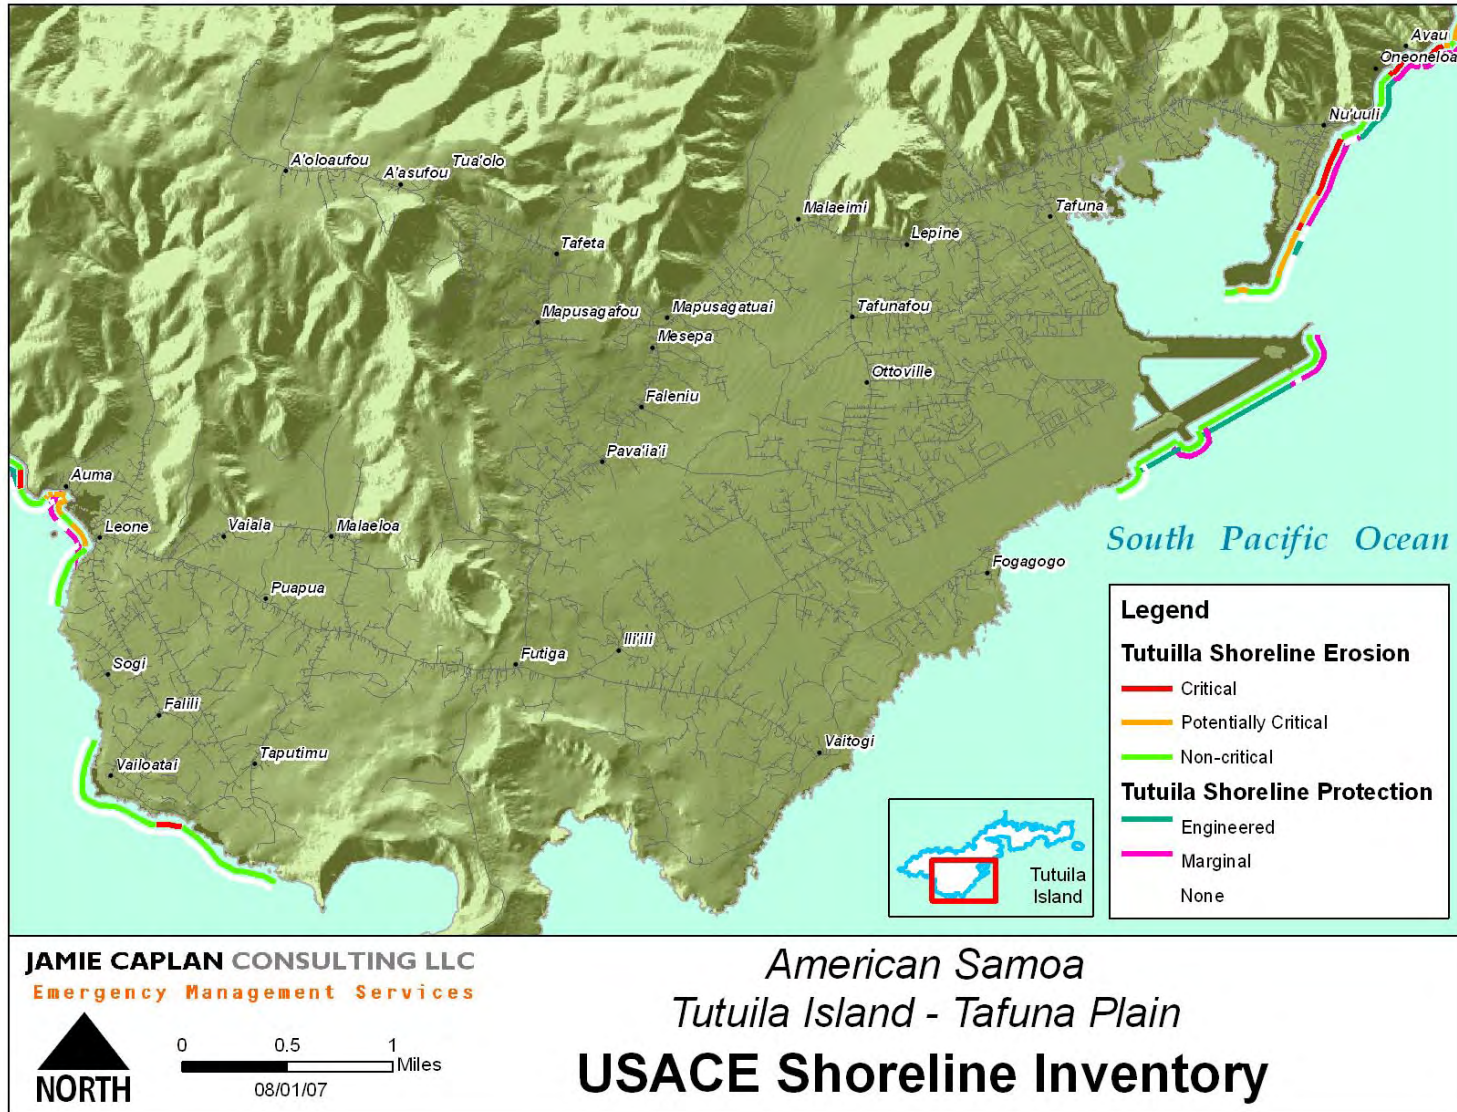 Avau
Oneoneloa
Nu'uuli
A'oloaufou
Tua'olo
A'asufou
Malaeimi
Tafuna
Lepine
Tafeta
Mapusagafou
Mapusagatuai
Tafunafou
Mesepa
Ottoville
Faleniu
Pava'ia'i
Auma
Leone
Vaiala
Malaeloa
South Pacific Ocean
Fogagogo
Puapua
Ili'ili
Futiga
Sogi
Falili
Taputimu
Vaitogi
Vailoatai
Legend
Tutuilla Shoreline Erosion
Critical
Potentially Critical
Non-critical
Tutuila Shoreline Protection
Engineered
Marginal
None
Tutuila
Island
JAMIE CAPLAN CONSULTING LLC
Emergency Management Services
NORTH
0 0.5 1
Miles
08/01/07
American Samoa
Tutuila Island - Tafuna Plain
USACE Shoreline Inventory